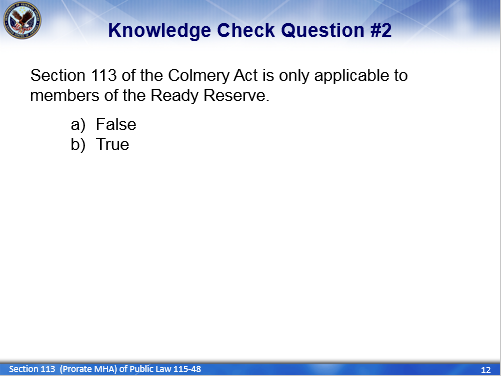 Knowledge Check Question #2
Section 113 of the Colmery Act is only applicable to
members of the Ready Reserve.
a) False
b) True
Section 113 (Prorate MHA) of Public Law 115-48
12